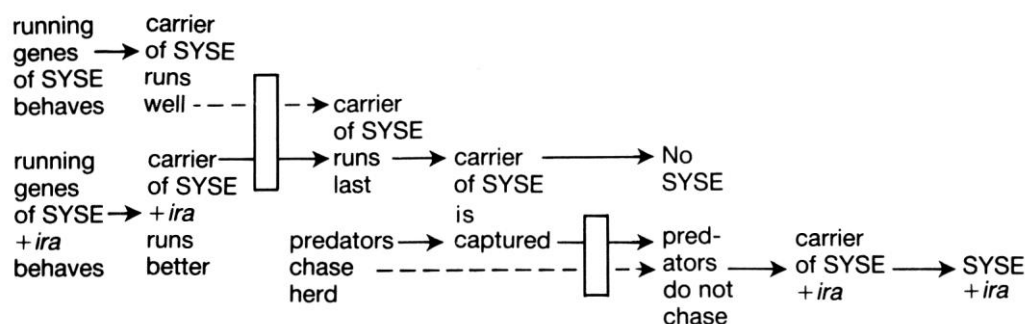 running
genes
of SYSE
behaves
carrier
of SYSE
runs
well
carrier
of SYSE
runs
last
running
genes
of SYSE
+ira
behaves
carrier
of SYSE
+ira
runs
better
carrier
of SYSE
is
captured
No
SYSE
predators
chase
herd
pred-
ators
do not
chase
carrier
of SYSE
+ira
SYSE
+ira